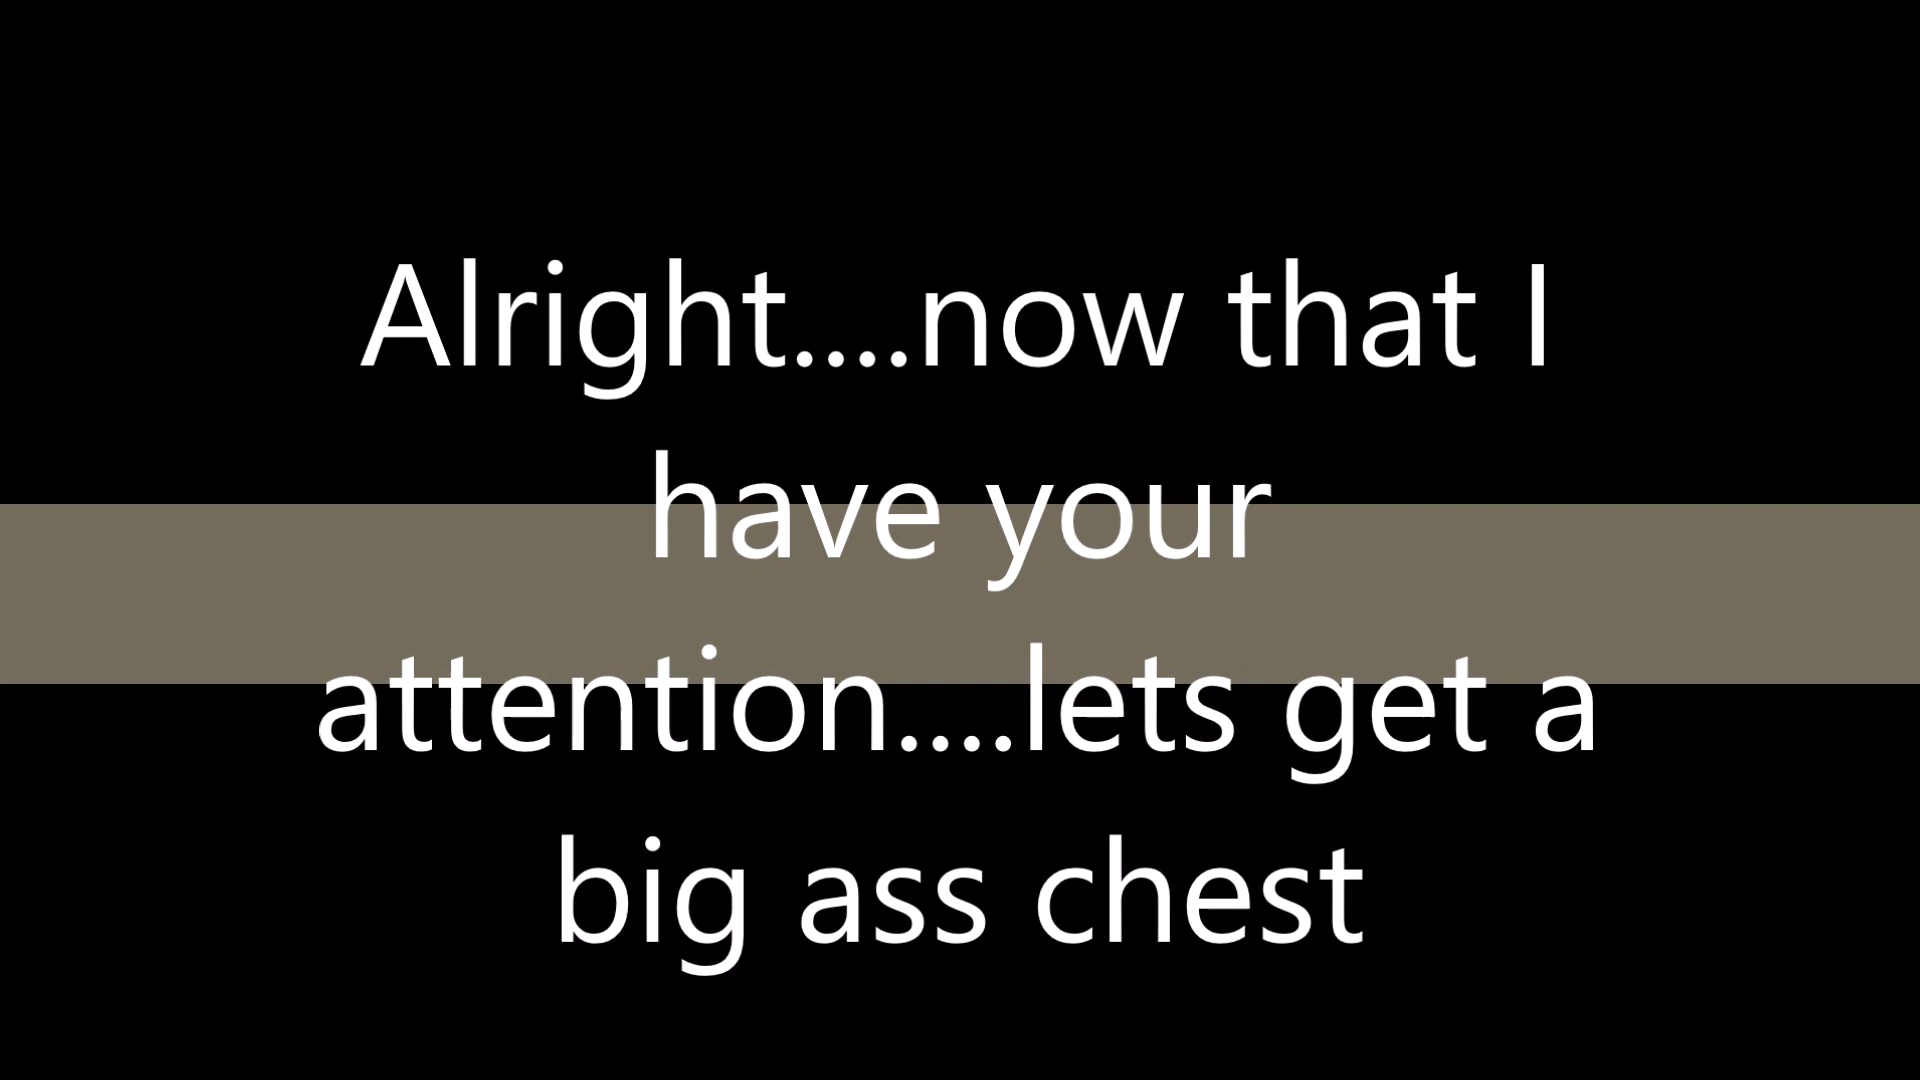 Alright....now that I
have your
attention....lets get a
big ass chest